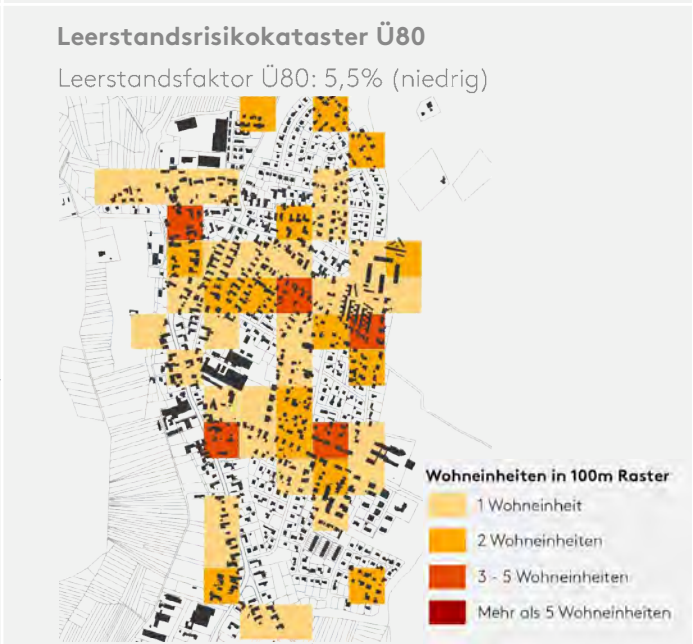 Leerstandsrisikokataster Ü80
Leerstandsfaktor Ü80: 5,5% (niedrig)
Wohneinheiten in 100m Raster
1 Wohneinheit
2 Wohneinheiten
3 - 5 Wohneinheiten
Mehr als 5 Wohneinheiten